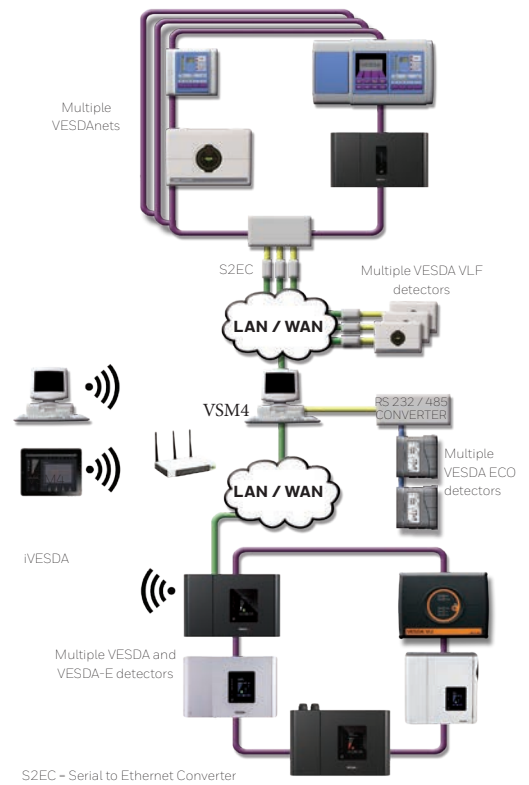 Multiple
VESDAnets
S2EC
Multiple VESDA VLF
detectors
LAN / WAN
VSM4
RS 232 / 485
CONVERTER
Multiple
VESDA ECO
detectors
LAN / WAN
iVESDA
Multiple VESDA and
VESDA-E detectors
S2EC – Serial to Ethernet Converter